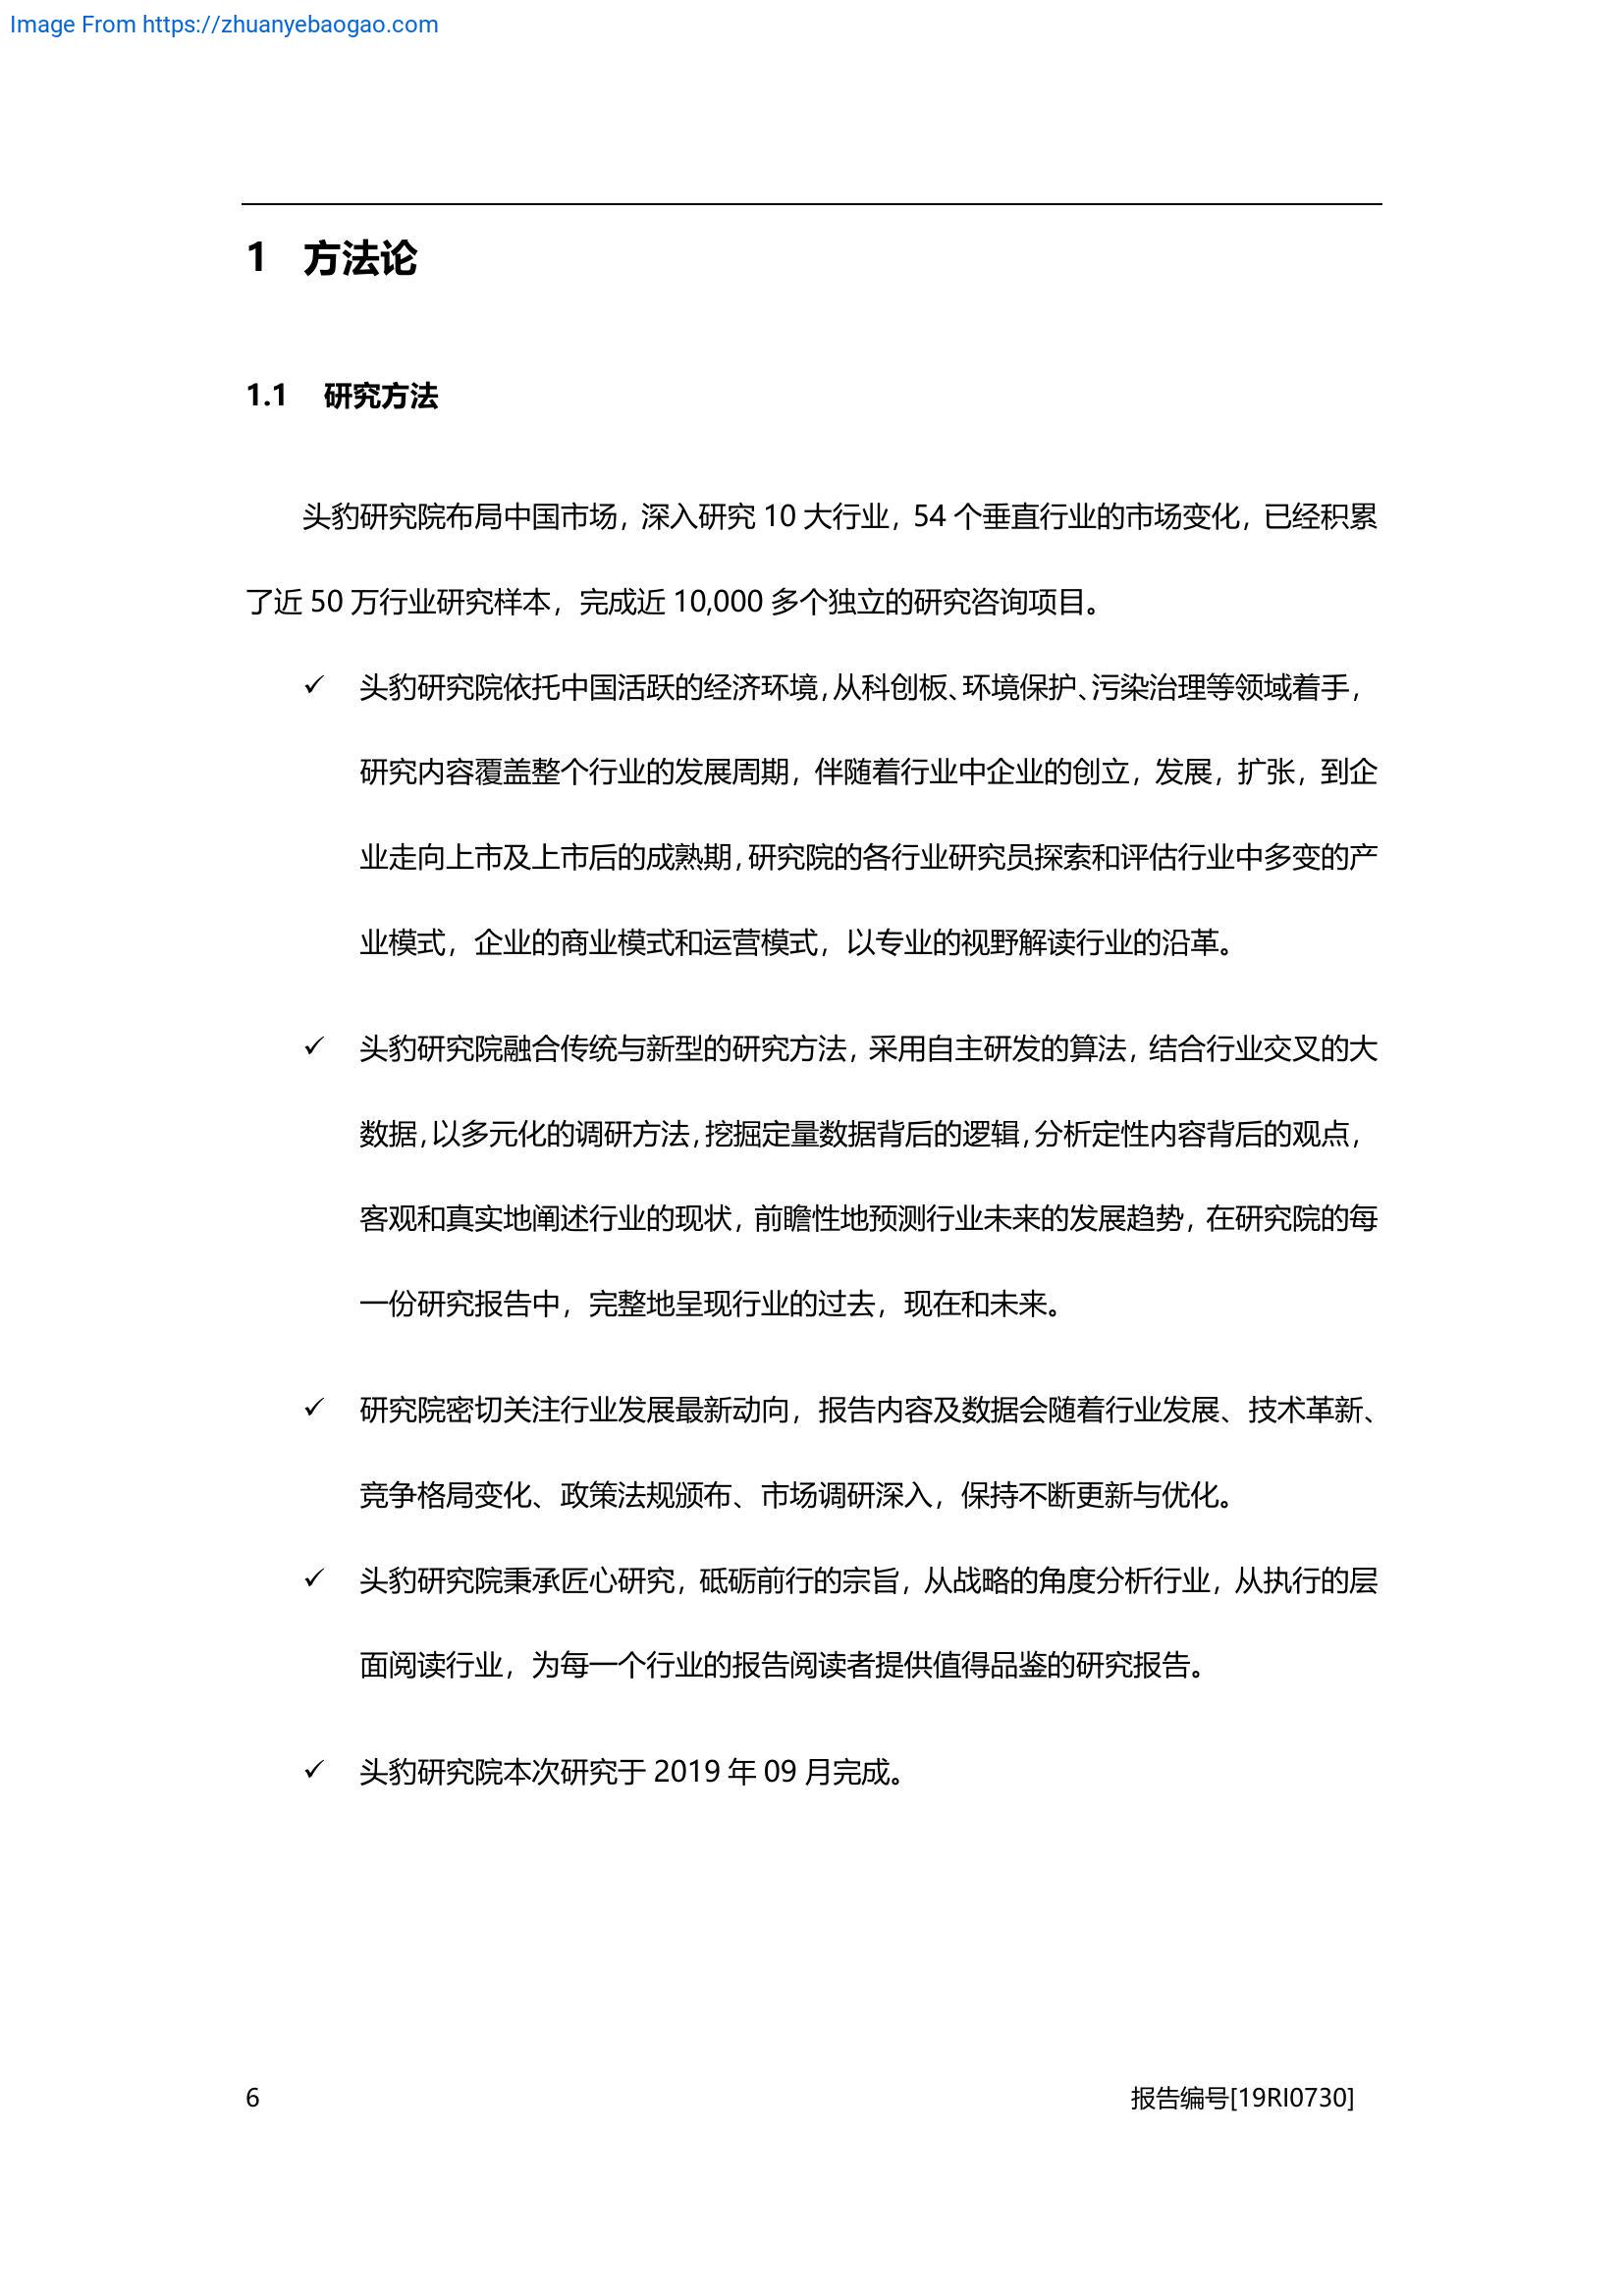 Image From https://zhuanyebaogao.com
1 方法论
1.1 研究方法
头豹研究院布局中国市场，深入研究 10 大行业，54 个垂直行业的市场变化，已经积累
了近 50 万行业研究样本，完成近 10,000 多个独立的研究咨询项目。
✓ 头豹研究院依托中国活跃的经济环境，从科创板、环境保护、污染治理等领域着手，
研究内容覆盖整个行业的发展周期，伴随着行业中企业的创立，发展，扩张，到企
业走向上市及上市后的成熟期，研究院的各行业研究员探索和评估行业中多变的产
业模式，企业的商业模式和运营模式，以专业的视野解读行业的沿革。
✓ 头豹研究院融合传统与新型的研究方法，采用自主研发的算法，结合行业交叉的大
数据，以多元化的调研方法，挖掘定量数据背后的逻辑，分析定性内容背后的观点，
客观和真实地阐述行业的现状，前瞻性地预测行业未来的发展趋势，在研究院的每
一份研究报告中，完整地呈现行业的过去，现在和未来。
✓ 研究院密切关注行业发展最新动向，报告内容及数据会随着行业发展、技术革新、
竞争格局变化、政策法规颁布、市场调研深入，保持不断更新与优化。
✓ 头豹研究院秉承匠心研究，砥砺前行的宗旨，从战略的角度分析行业，从执行的层
面阅读行业，为每一个行业的报告阅读者提供值得品鉴的研究报告。
✓ 头豹研究院本次研究于 2019 年 09 月完成。
6 报告编号[19RI0730]